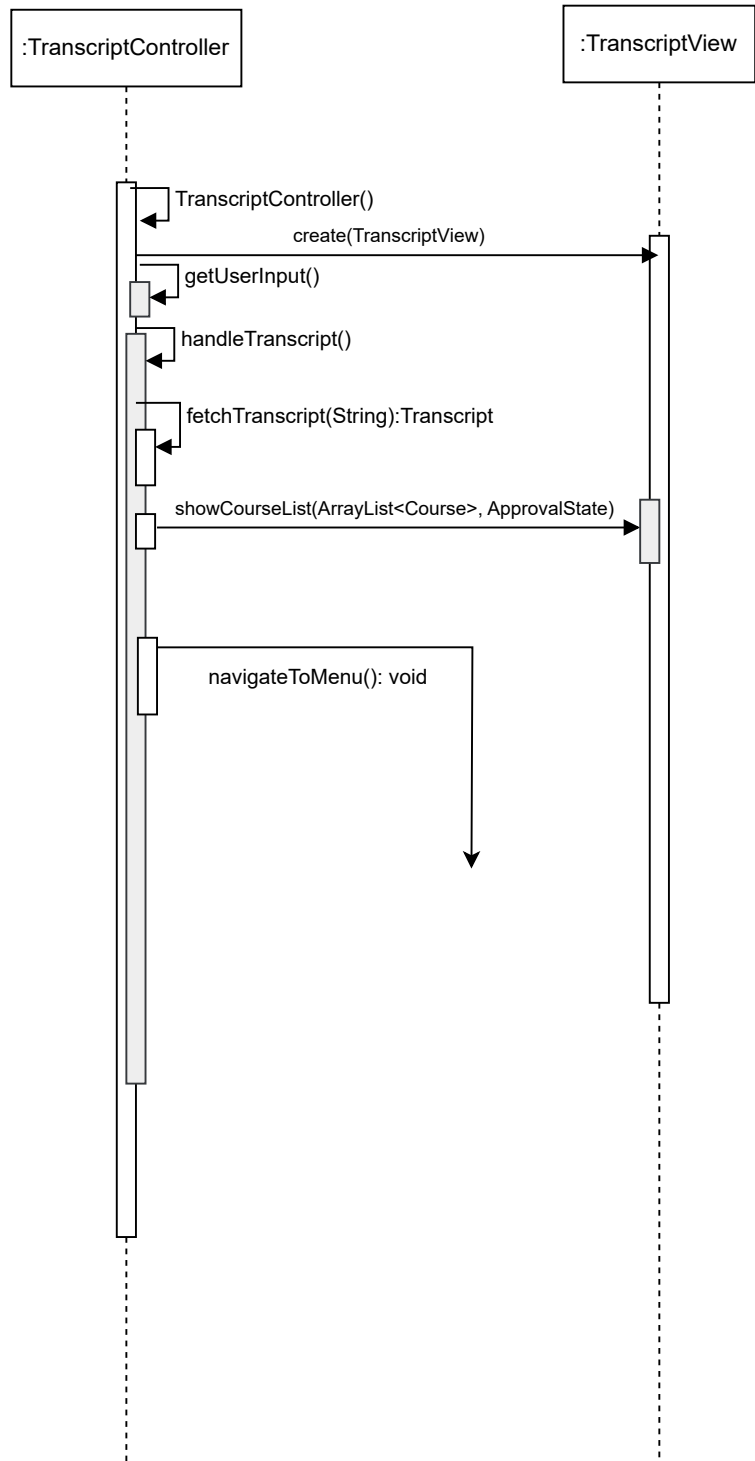 :TranscriptController
:TranscriptView
TranscriptController()
create(TranscriptView)
getUserInput()
handleTranscript()
fetchTranscript(String):Transcript
showCourseList(ArrayList<Course>, ApprovalState)
navigateToMenu(): void